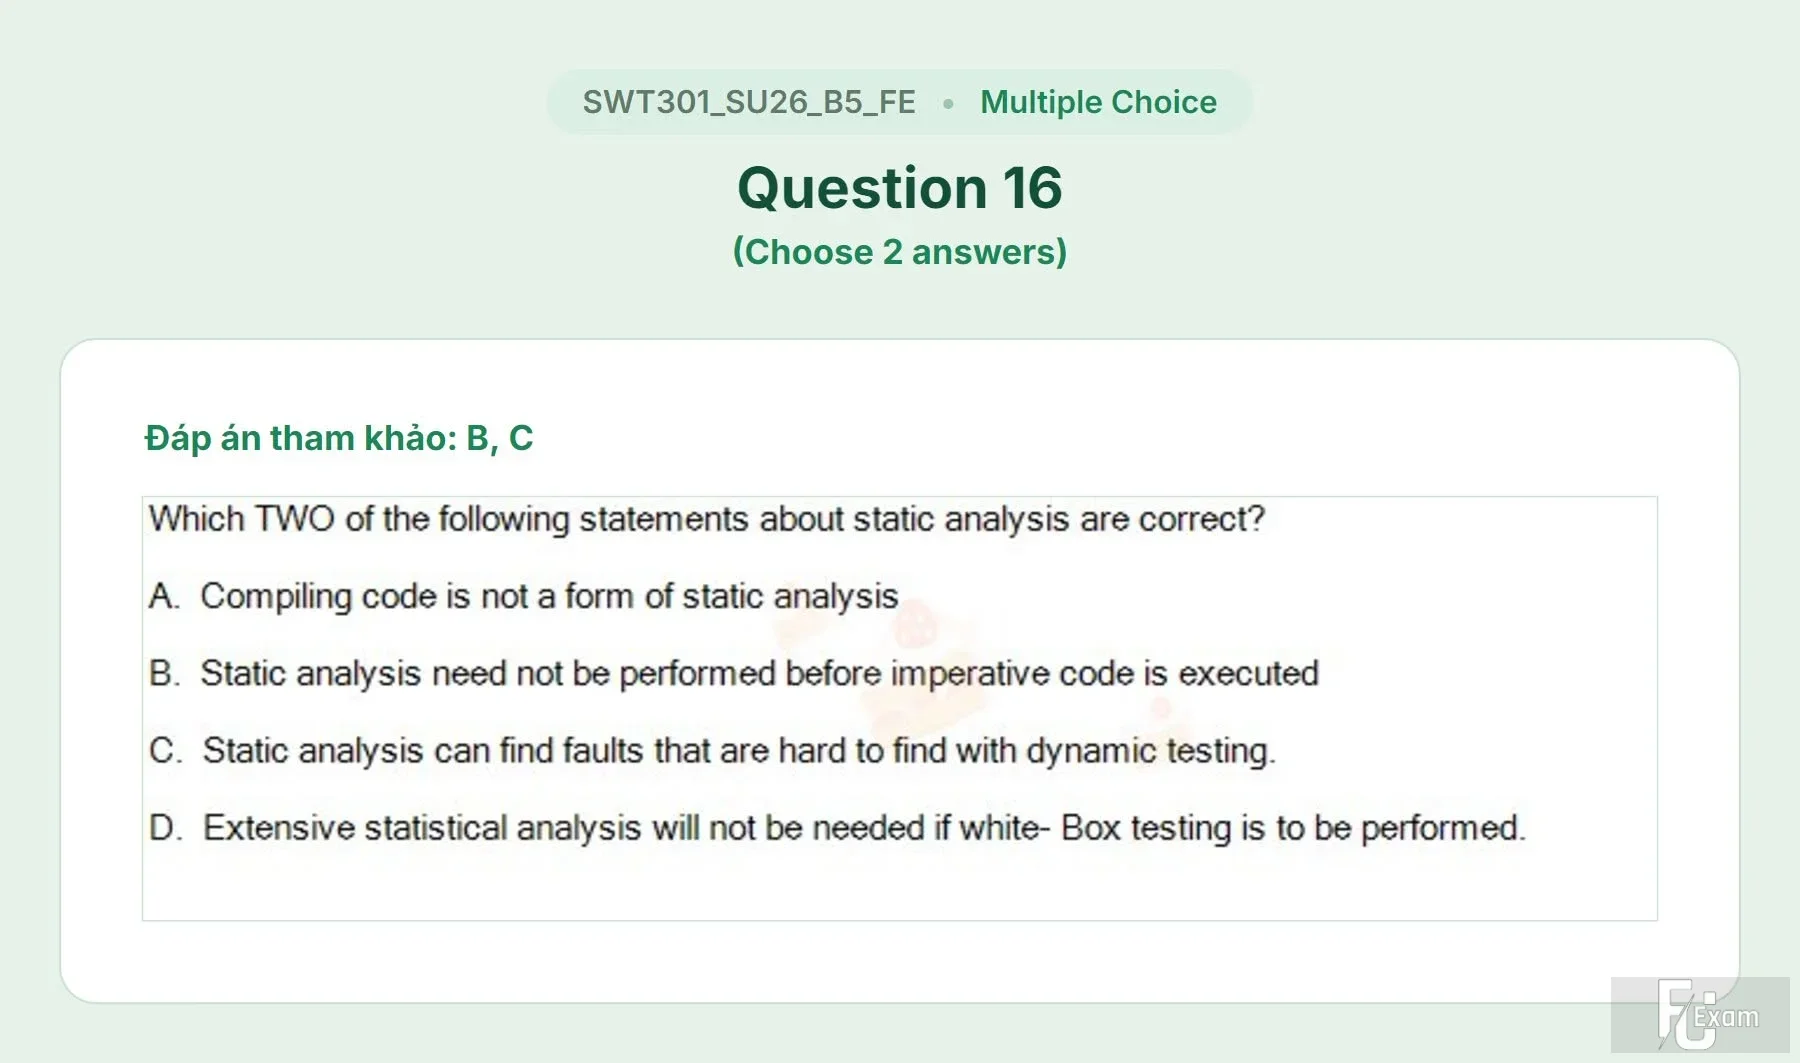 SWT301_SU26_B5_FE • Multiple Choice
Question 16
(Choose 2 answers)
Đáp án tham khảo: B, C
Which TWO of the following statements about static analysis are correct?
A. Compiling code is not a form of static analysis
B. Static analysis need not be performed before imperative code is executed
C. Static analysis can find faults that are hard to find with dynamic testing.
D. Extensive statistical analysis will not be needed if white- Box testing is to be performed.
FU Exam